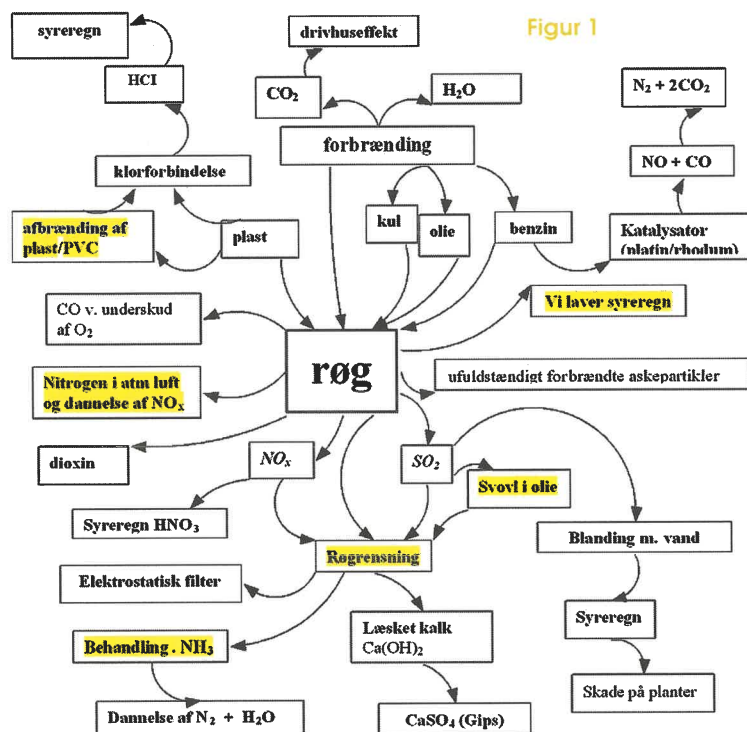 Figur 1
syreregn
drivhuseffekt
HCI
CO₂
H₂O
N₂ + 2CO₂
forbrænding
NO + CO
klorforbindelse
kul
olie
benzin
afbrænding af
plast/PVC
plast
Katalysator
(platin/rhodum)
Vi laver syreregn
CO v. underskud
af O₂
røg
ufuldstændigt forbrændte askepartikler
Nitrogen i atm luft
og dannelse af NOₓ
dioxin
NOₓ
SO₂
Svovl i olie
Syreregn HNO₃
Blanding m. vand
Røgrensning
Elektrostatisk filter
Læsket kalk
Ca(OH)₂
Syreregn
Behandling . NH₃
Skade på planter
Dannelse af N₂ + H₂O
CaSO₄ (Gips)